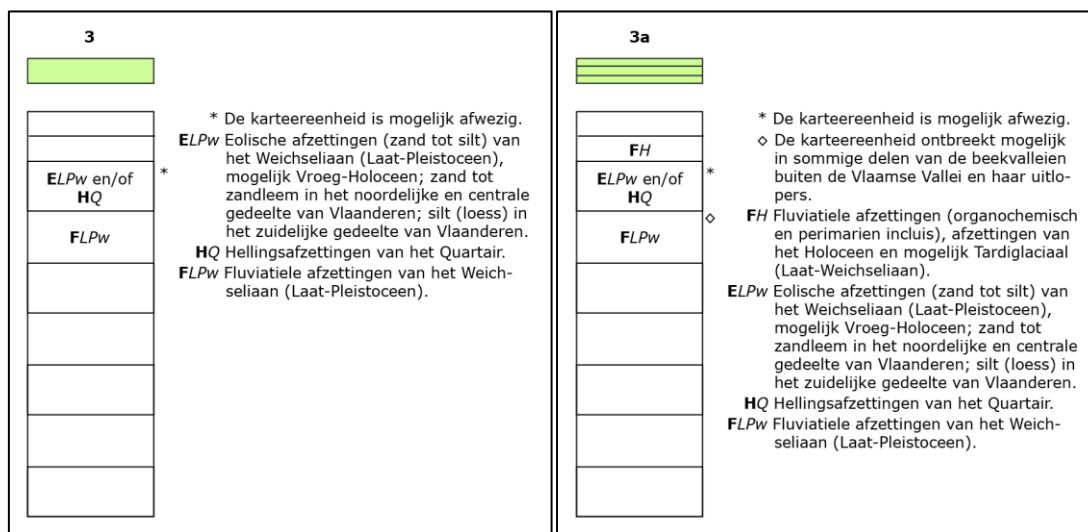 3
* De karteereenheid is mogelijk afwezig.
ELPw Eolische afzettingen (zand tot silt) van
het Weichseliaan (Laat-Pleistoceen),
mogelijk Vroeg-Holoceen; zand tot
zandleem in het noordelijke en centrale
gedeelte van Vlaanderen; silt (loess) in
het zuidelijke gedeelte van Vlaanderen.
HQ Hellingsafzettingen van het Quartair.
FLPw Fluviatiele afzettingen van het Weich-
seliaan (Laat-Pleistoceen).
ELPw en/of
HQ
*
FLPw
3a
* De karteereenheid is mogelijk afwezig.
◇ De karteereenheid ontbreekt mogelijk
in sommige delen van de beekvalleien
buiten de Vlaamse Vallei en haar uitlo-
pers.
FH Fluviatiele afzettingen (organochemisch
en perimarien incluis), afzettingen van
het Holoceen en mogelijk Tardiglaciaal
(Laat-Weichseliaan).
ELPw Eolische afzettingen (zand tot silt) van
het Weichseliaan (Laat-Pleistoceen),
mogelijk Vroeg-Holoceen; zand tot
zandleem in het noordelijke en centrale
gedeelte van Vlaanderen; silt (loess) in
het zuidelijke gedeelte van Vlaanderen.
HQ Hellingsafzettingen van het Quartair.
FLPw Fluviatiele afzettingen van het Weich-
seliaan (Laat-Pleistoceen).
FH
ELPw en/of
HQ
*
◇
FLPw